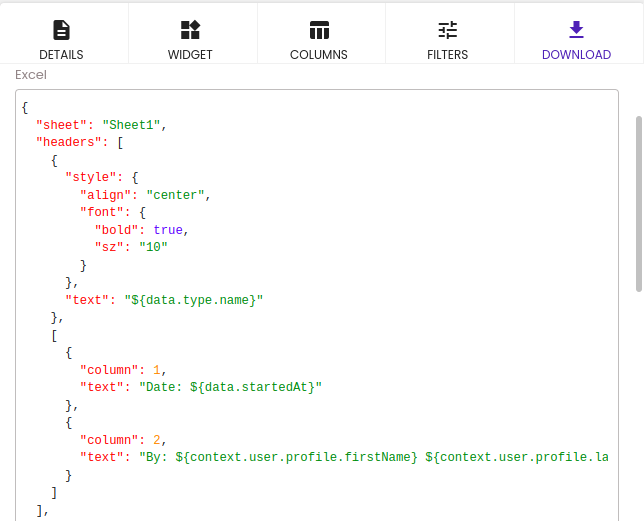 DETAILS WIDGET COLUMNS FILTERS DOWNLOAD
Excel
{
  "sheet": "Sheet1",
  "headers": [
    {
      "style": {
        "align": "center",
        "font": {
          "bold": true,
          "sz": "10"
        }
      },
      "text": "${data.type.name}"
    },
    [
      {
        "column": 1,
        "text": "Date: ${data.startedAt}"
      },
      {
        "column": 2,
        "text": "By: ${context.user.profile.firstName} ${context.user.profile.la
      }
    ]
  ],